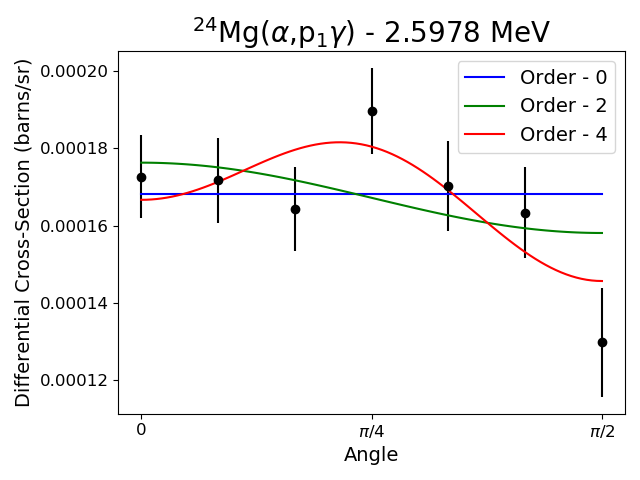 ²⁴Mg(α,p₁γ) - 2.5978 MeV
Order - 0
Order - 2
Order - 4
Differential Cross-Section (barns/sr)
0.00020
0.00018
0.00016
0.00014
0.00012
0
π/4
π/2
Angle